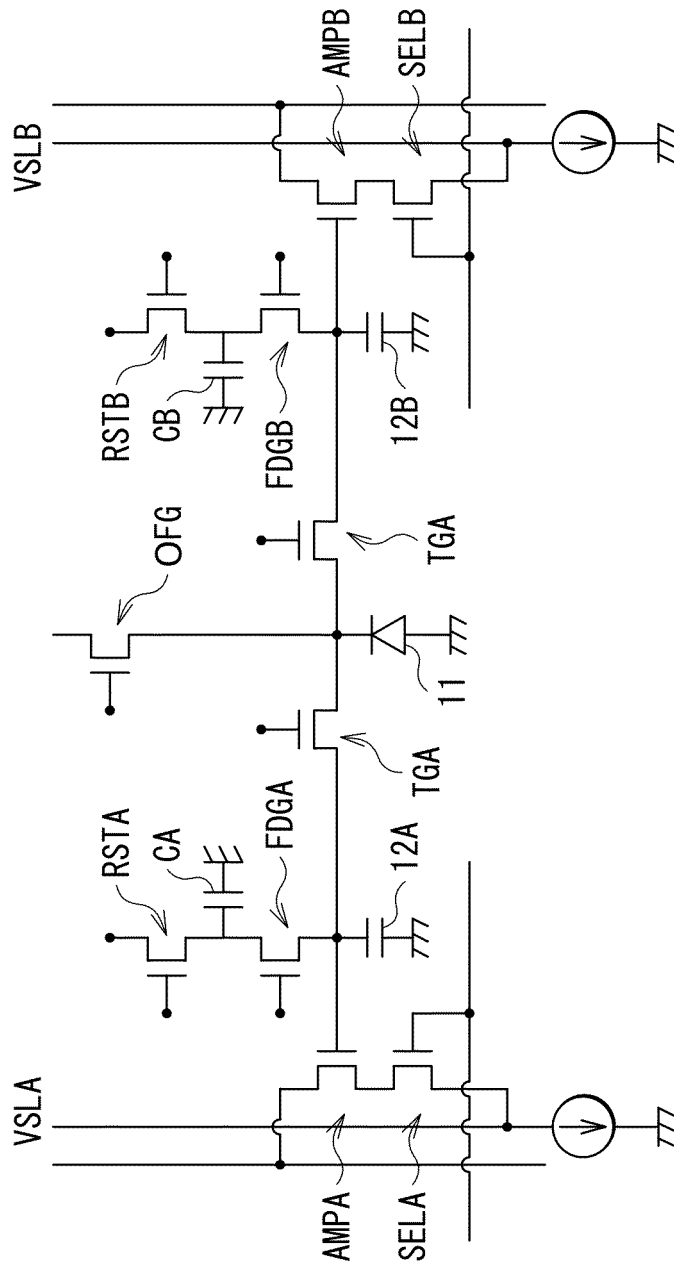 VSLA
VSLB
RSTA
CA
FDGA
OFG
RSTB
CB
FDGB
AMPA
SELA
12A
TGA
11
TGA
12B
AMPB
SELB